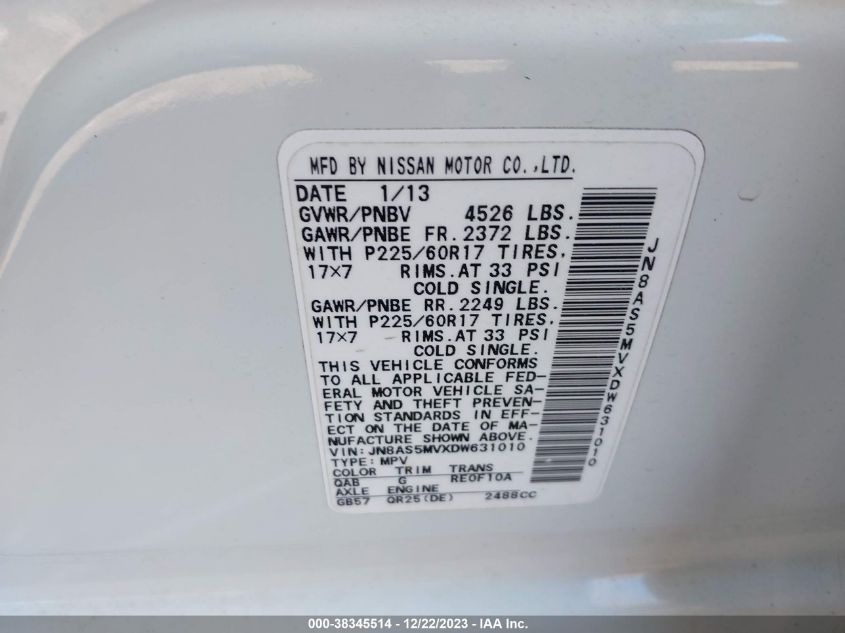 MFD BY NISSAN MOTOR CO.,LTD.
DATE 1/13
GVWR/PNBV 4526 LBS.
GAWR/PNBE FR. 2372 LBS.
WITH P225/60R17 TIRES,
17×7 RIMS.AT 33 PSI
COLD SINGLE.
GAWR/PNBE RR. 2249 LBS.
WITH P225/60R17 TIRES.
17×7 RIMS.AT 33 PSI
COLD SINGLE.
THIS VEHICLE CONFORMS
TO ALL APPLICABLE FED-
ERAL MOTOR VEHICLE SA-
FETY AND THEFT PREVEN-
TION STANDARDS IN EFF-
ECT ON THE DATE OF MA-
NUFACTURE SHOWN ABOVE.
VIN: JN8AS5MVXDW631010
TYPE: MPV
COLOR TRIM TRANS
QAB G RE0F10A
AXLE ENGINE
GB57 QR25(DE) 2488CC
JN8AS5MVXDW631010
000-38345514 - 12/22/2023 - IAA Inc.